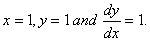 x = 1, y = 1 and dy/dx = 1.